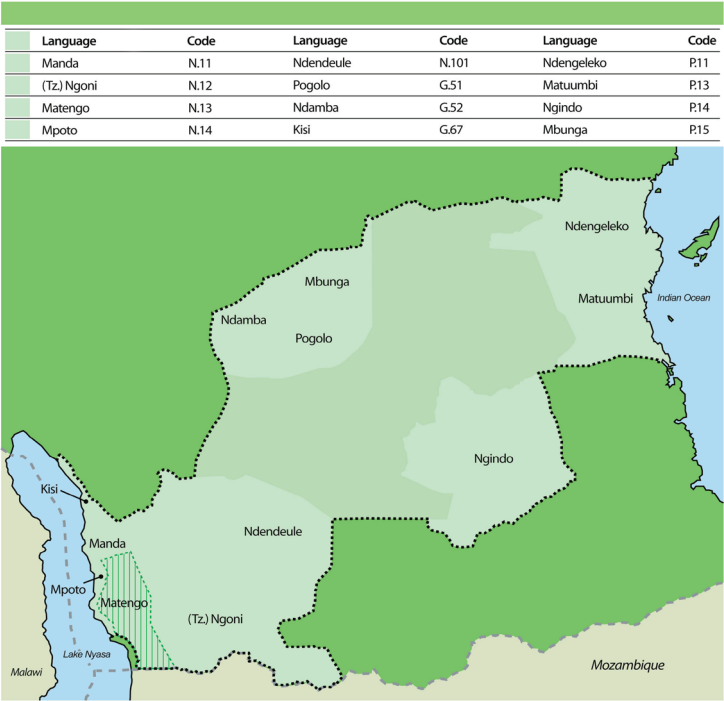 Language Code Language Code Language Code
Manda N.11 Ndendeule N.101 Ndengeleko P.11
(Tz.) Ngoni N.12 Pogolo G.51 Matuumbi P.13
Matengo N.13 Ndamba G.52 Ngindo P.14
Mpoto N.14 Kisi G.67 Mbunga P.15
Ndengeleko
Mbunga
Matuumbi
Indian Ocean
Ndamba
Pogolo
Ngindo
Kisi
Ndendeule
Manda
Mpoto
Matengo
(Tz.) Ngoni
Lake Nyasa
Malawi
Mozambique